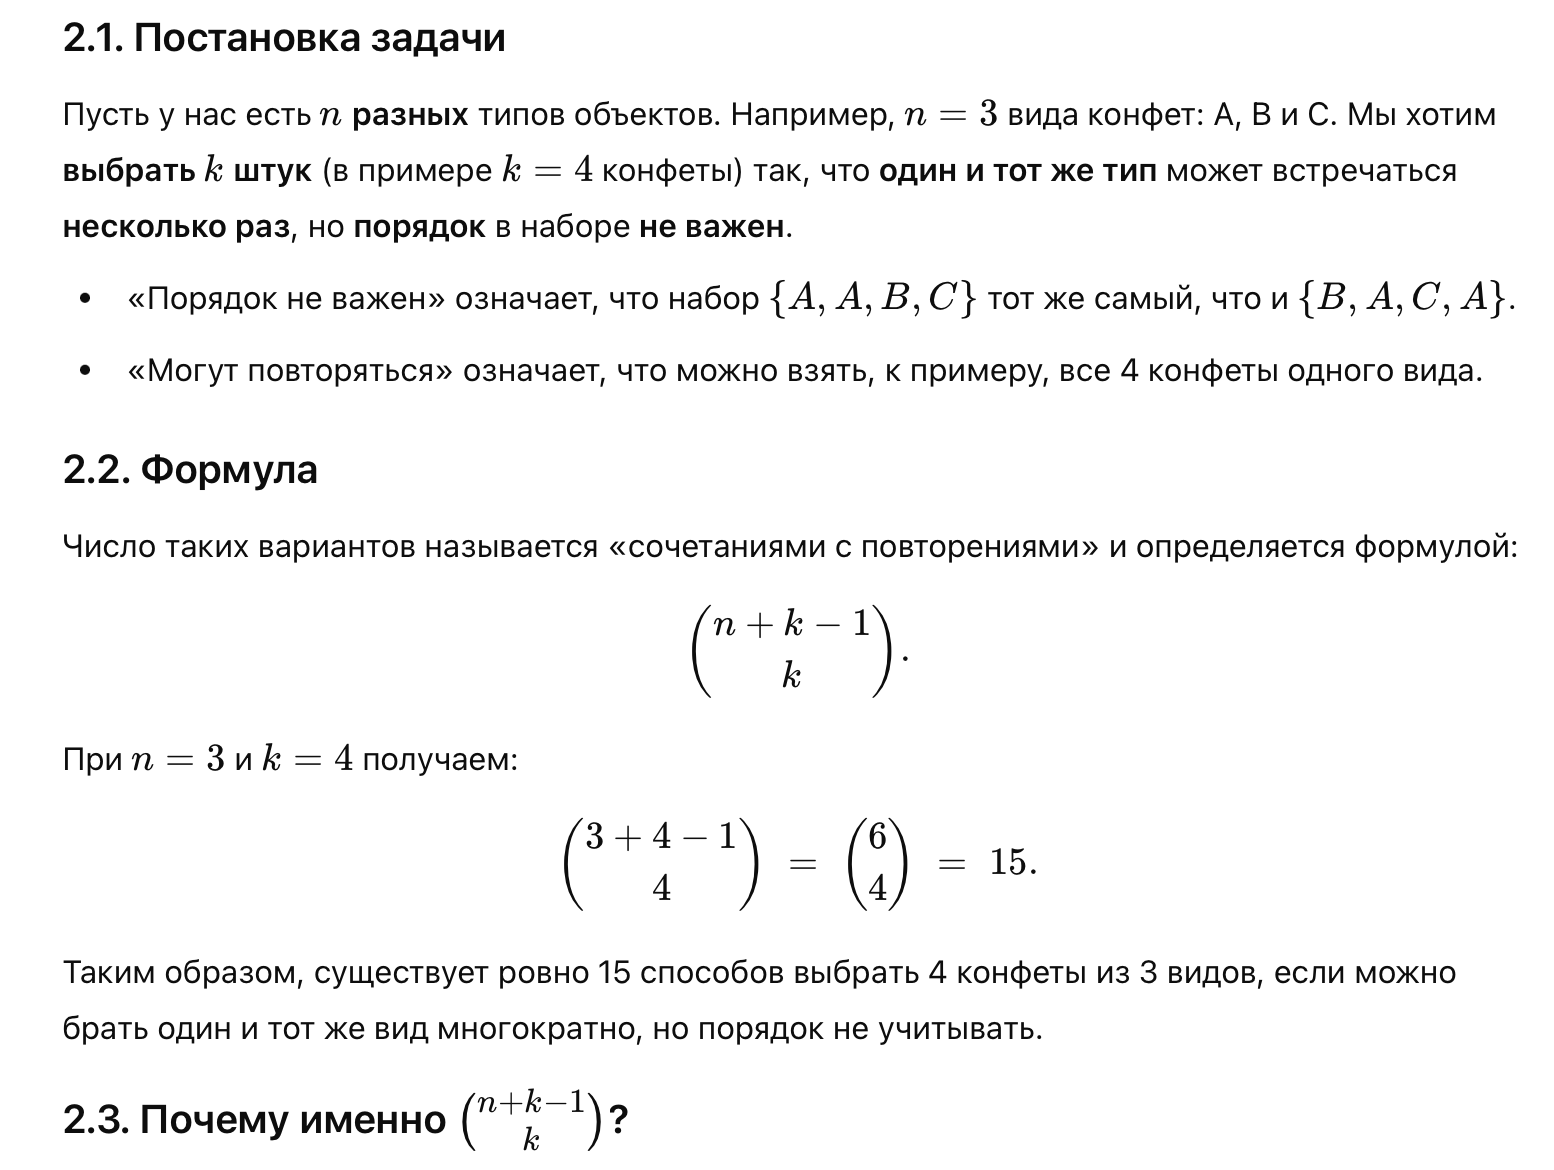 2.1. Постановка задачи
Пусть у нас есть n разных типов объектов. Например, n = 3 вида конфет: A, B и C. Мы хотим
выбрать k штук (в примере k = 4 конфеты) так, что один и тот же тип может встречаться
несколько раз, но порядок в наборе не важен.
• «Порядок не важен» означает, что набор {A, A, B, C} тот же самый, что и {B, A, C, A}.
• «Могут повторяться» означает, что можно взять, к примеру, все 4 конфеты одного вида.
2.2. Формула
Число таких вариантов называется «сочетаниями с повторениями» и определяется формулой:
(n + k − 1
k).
При n = 3 и k = 4 получаем:
(3 + 4 − 1
4) = (6
4) = 15.
Таким образом, существует ровно 15 способов выбрать 4 конфеты из 3 видов, если можно
брать один и тот же вид многократно, но порядок не учитывать.
2.3. Почему именно (n+k−1
k)?